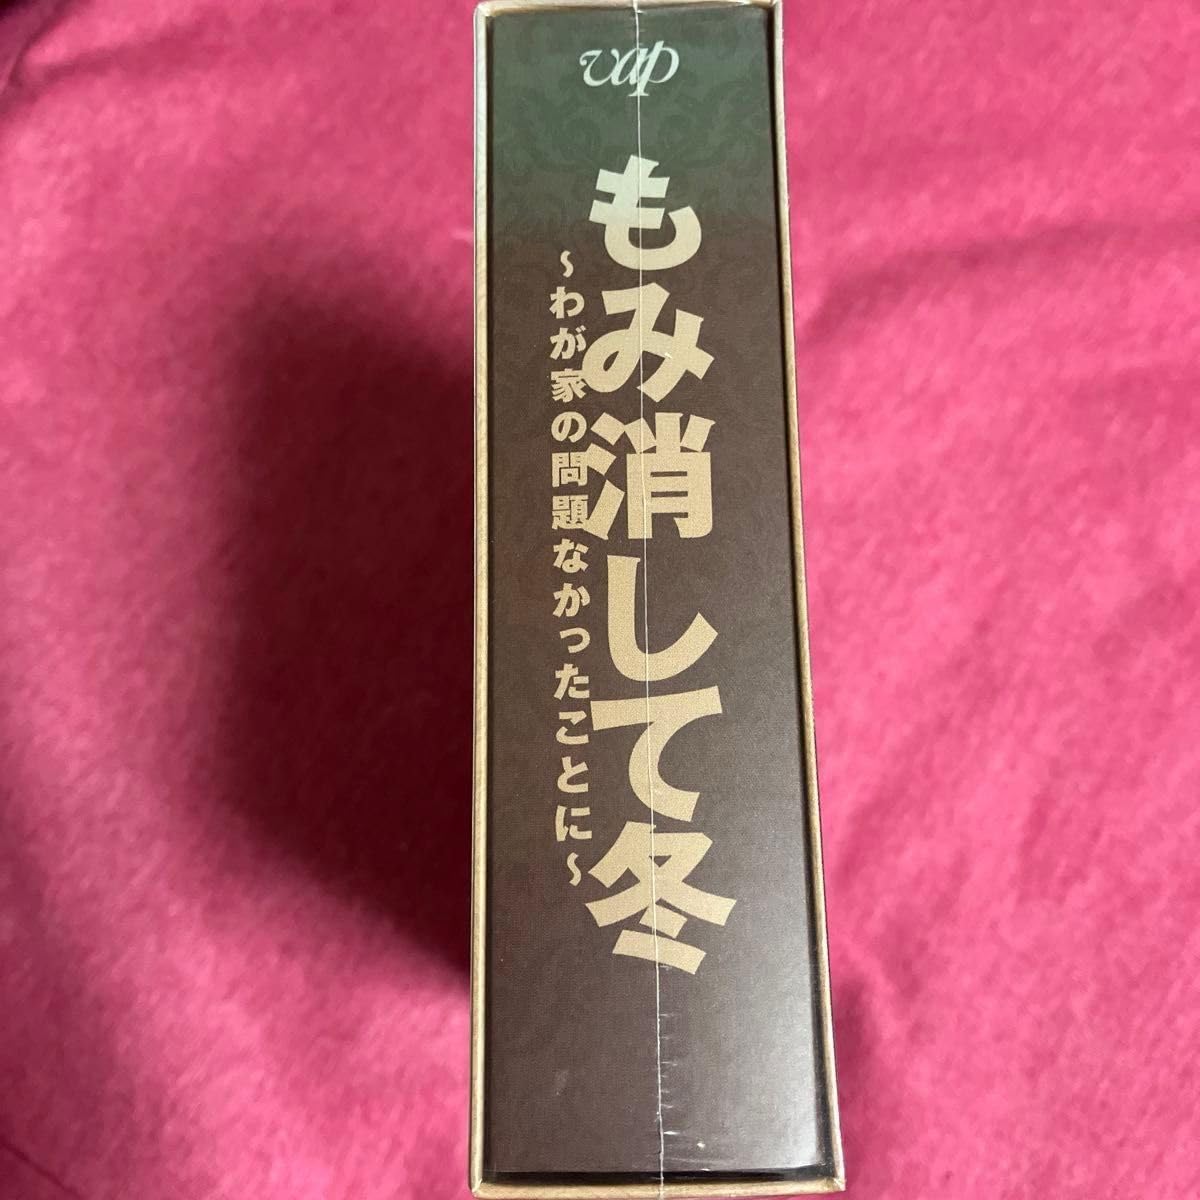 vap
もみ消して冬
～わが家の問題なかったことに～